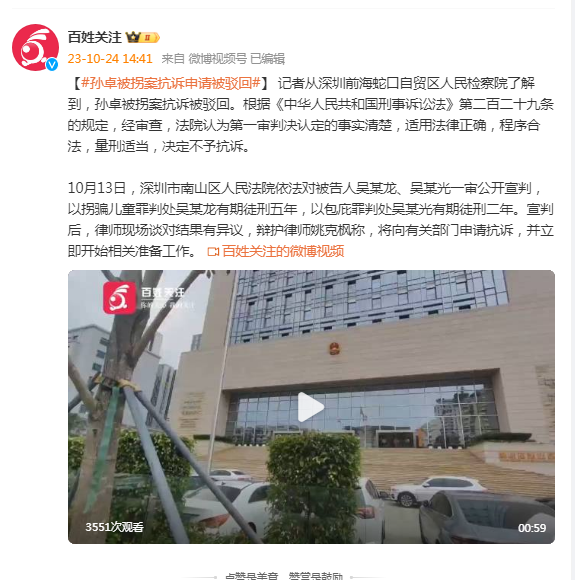 百姓关注
23-10-24 14:41 来自 微博视频号 已编辑
【#孙卓被拐案抗诉申请被驳回#】 记者从深圳前海蛇口自贸区人民检察院了解
到，孙卓被拐案抗诉被驳回。根据《中华人民共和国刑事诉讼法》第二百二十九条
的规定，经审查，法院认为第一审判决认定的事实清楚，适用法律正确，程序合
法，量刑适当，决定不予抗诉。
10月13日，深圳市南山区人民法院依法对被告人吴某龙、吴某光一审公开宣判，
以拐骗儿童罪判处吴某龙有期徒刑五年，以包庇罪判处吴某光有期徒刑二年。宣判
后，律师现场谈对结果有异议，辩护律师姚克枫称，将向有关部门申请抗诉，并立
即开始相关准备工作。 百姓关注的微博视频
百姓关注
3551次观看
00:59
点赞是美意，赞赏是鼓励